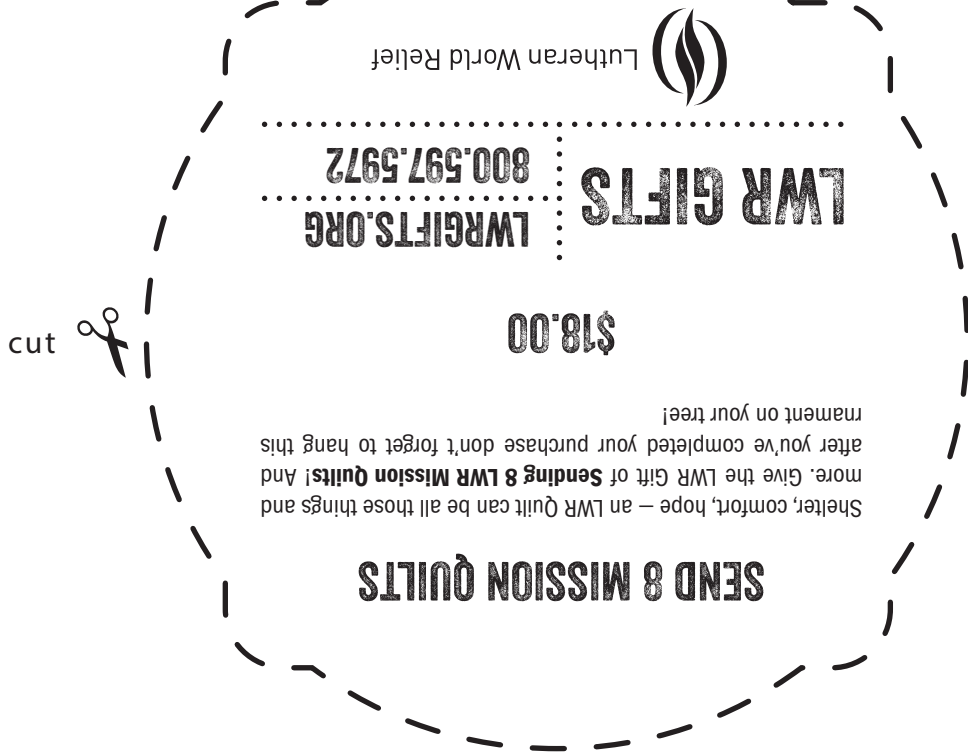 SEND 8 MISSION QUILTS
Shelter, comfort, hope – an LWR Quilt can be all those things and
more. Give the LWR Gift of Sending 8 LWR Mission Quilts! And
after you've completed your purchase don't forget to hang this
rnament on your tree!
$18.00
LWR GIFTS
LWRGIFTS.ORG
800.597.5972
Lutheran World Relief
cut